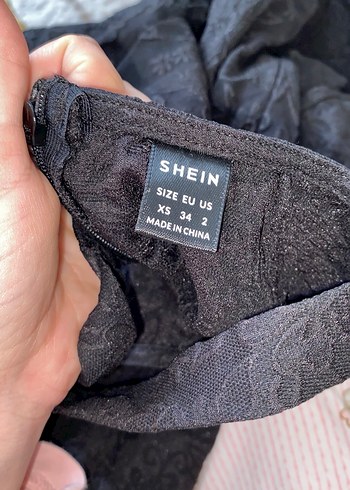 SHEIN
SIZE EU US
XS 34 2
MADE IN CHINA